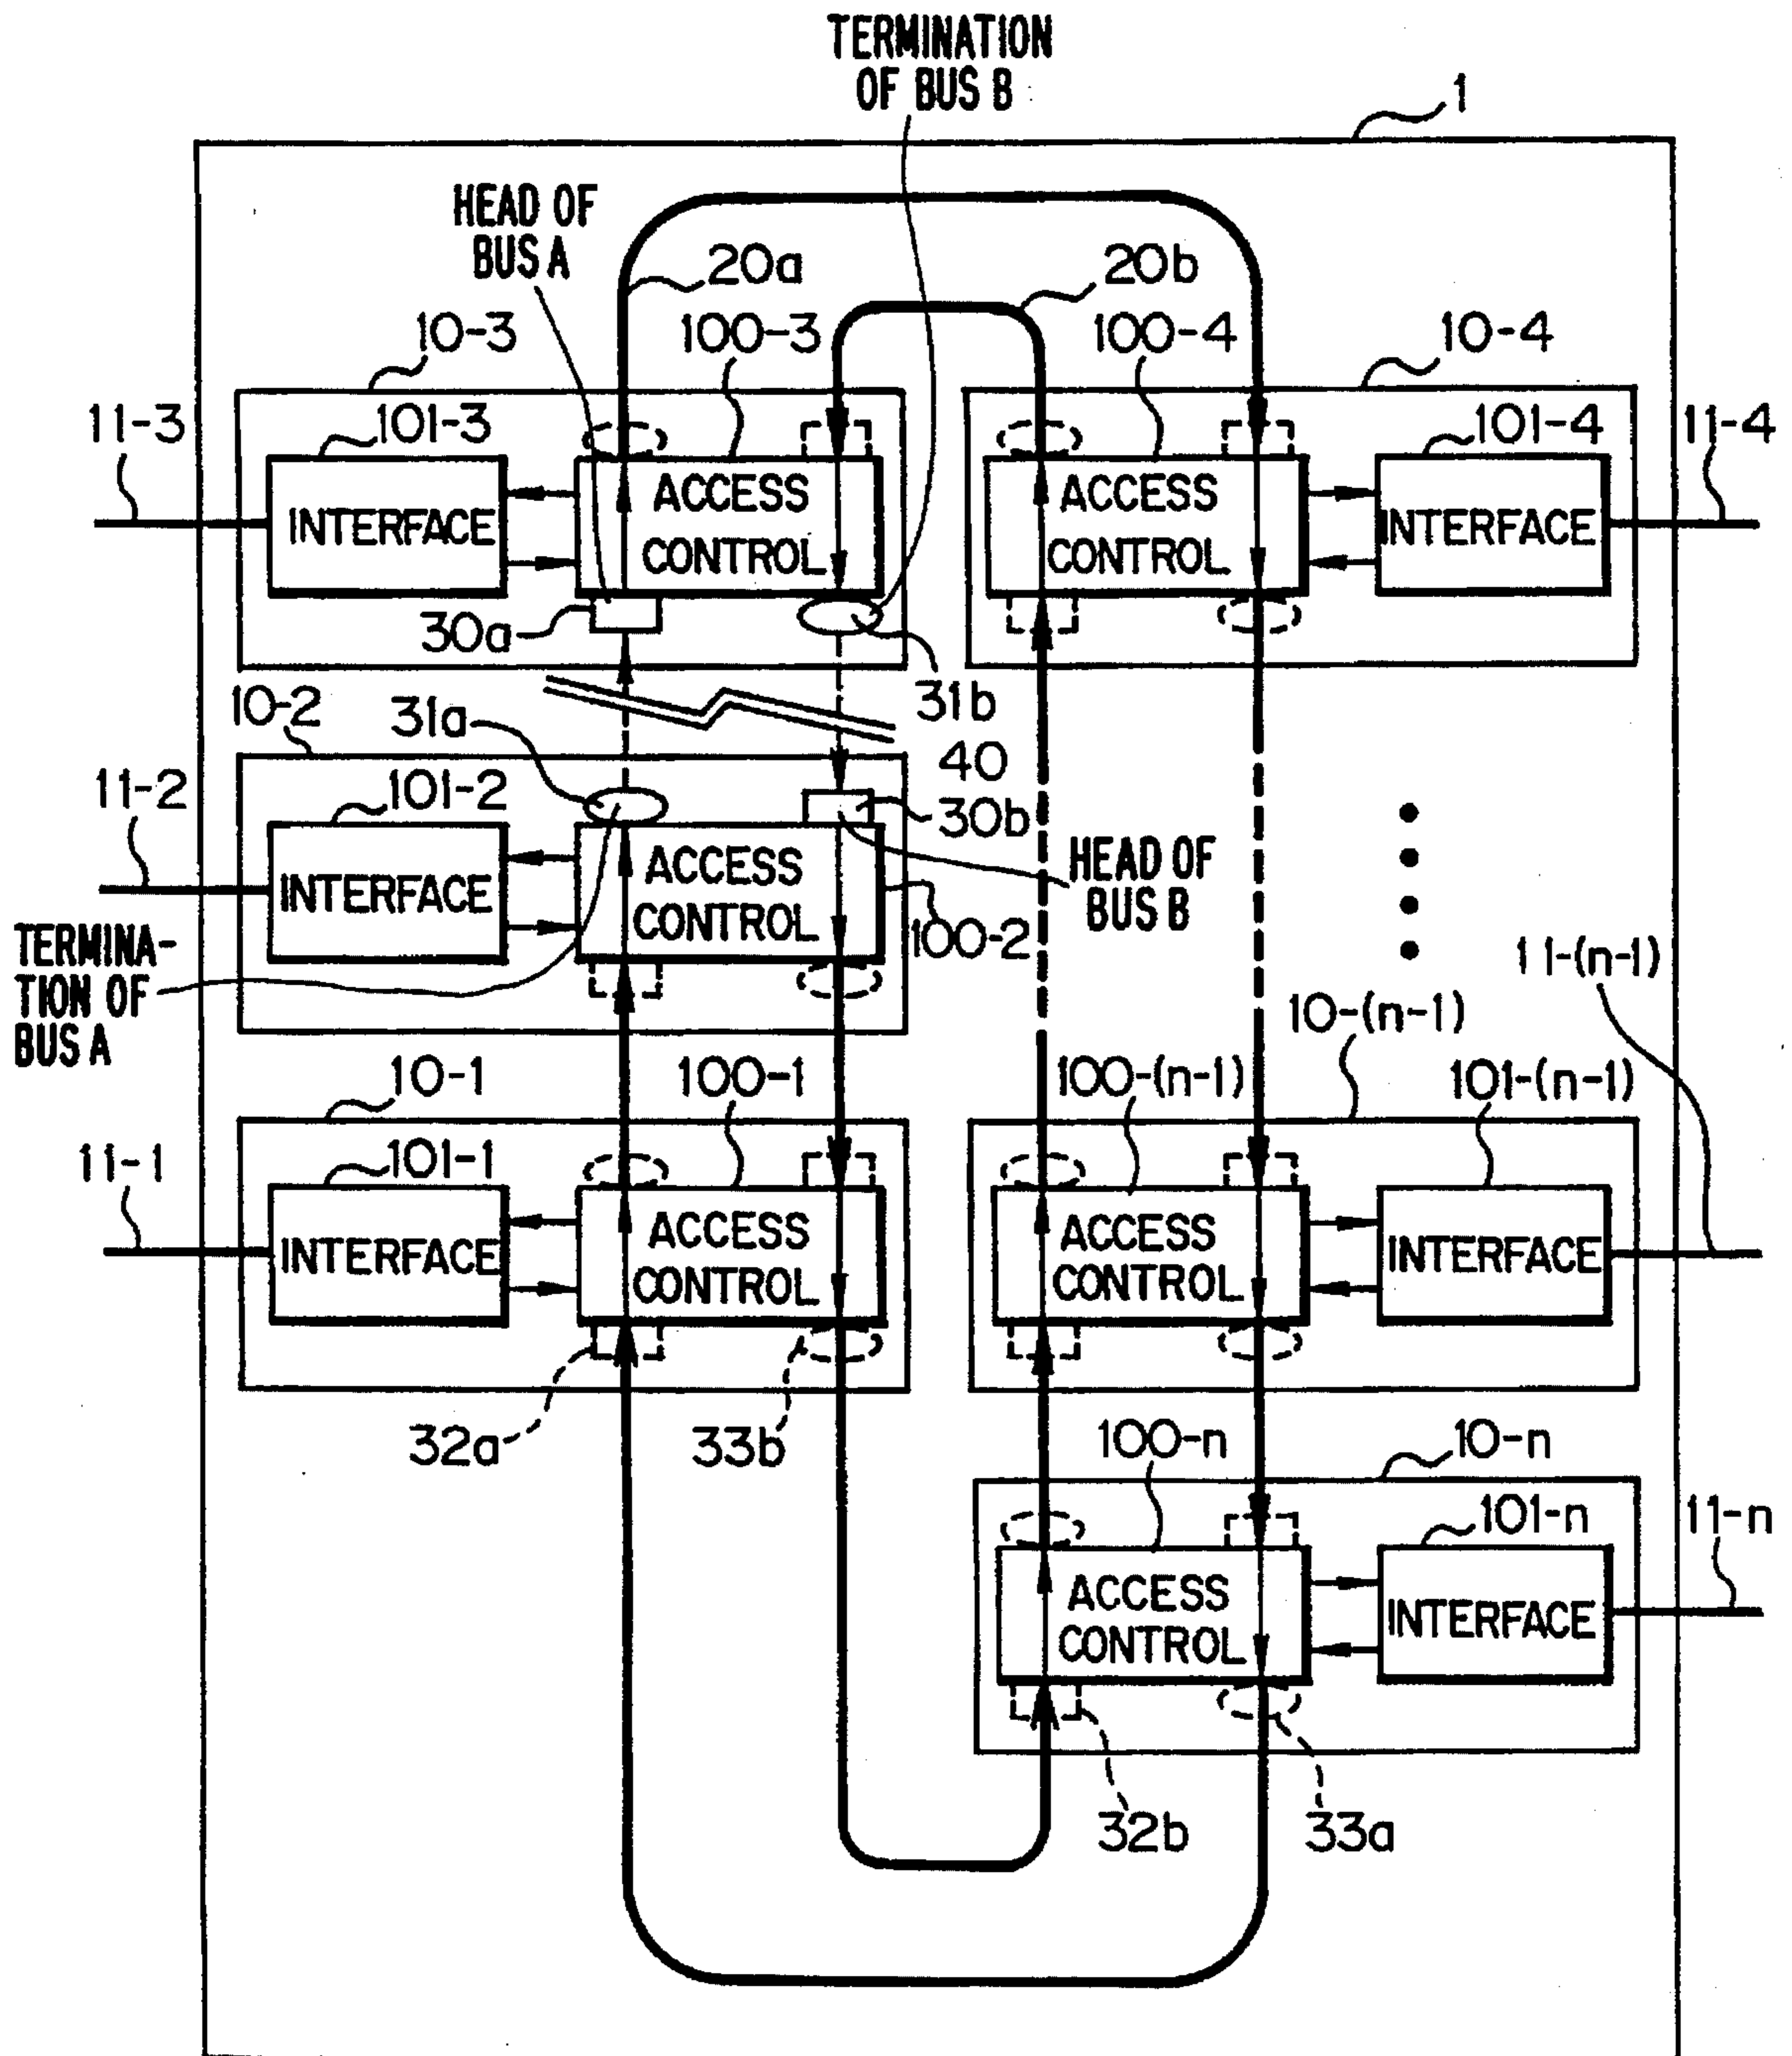 TERMINATION
OF BUS B
1
HEAD OF
BUS A
20a
20b
10-3
100-3
100-4
10-4
11-3
101-3
101-4
11-4
INTERFACE
ACCESS
CONTROL
ACCESS
CONTROL
INTERFACE
30a
31b
10-2
31a
40
11-2
101-2
30b
INTERFACE
ACCESS
CONTROL
HEAD OF
BUS B
100-2
TERMINA-
TION OF
BUS A
11-(n-1)
10-(n-1)
10-1
100-1
100-(n-1)
101-(n-1)
11-1
101-1
INTERFACE
ACCESS
CONTROL
ACCESS
CONTROL
INTERFACE
32a
33b
100-n
10-n
101-n
11-n
ACCESS
CONTROL
INTERFACE
32b
33a